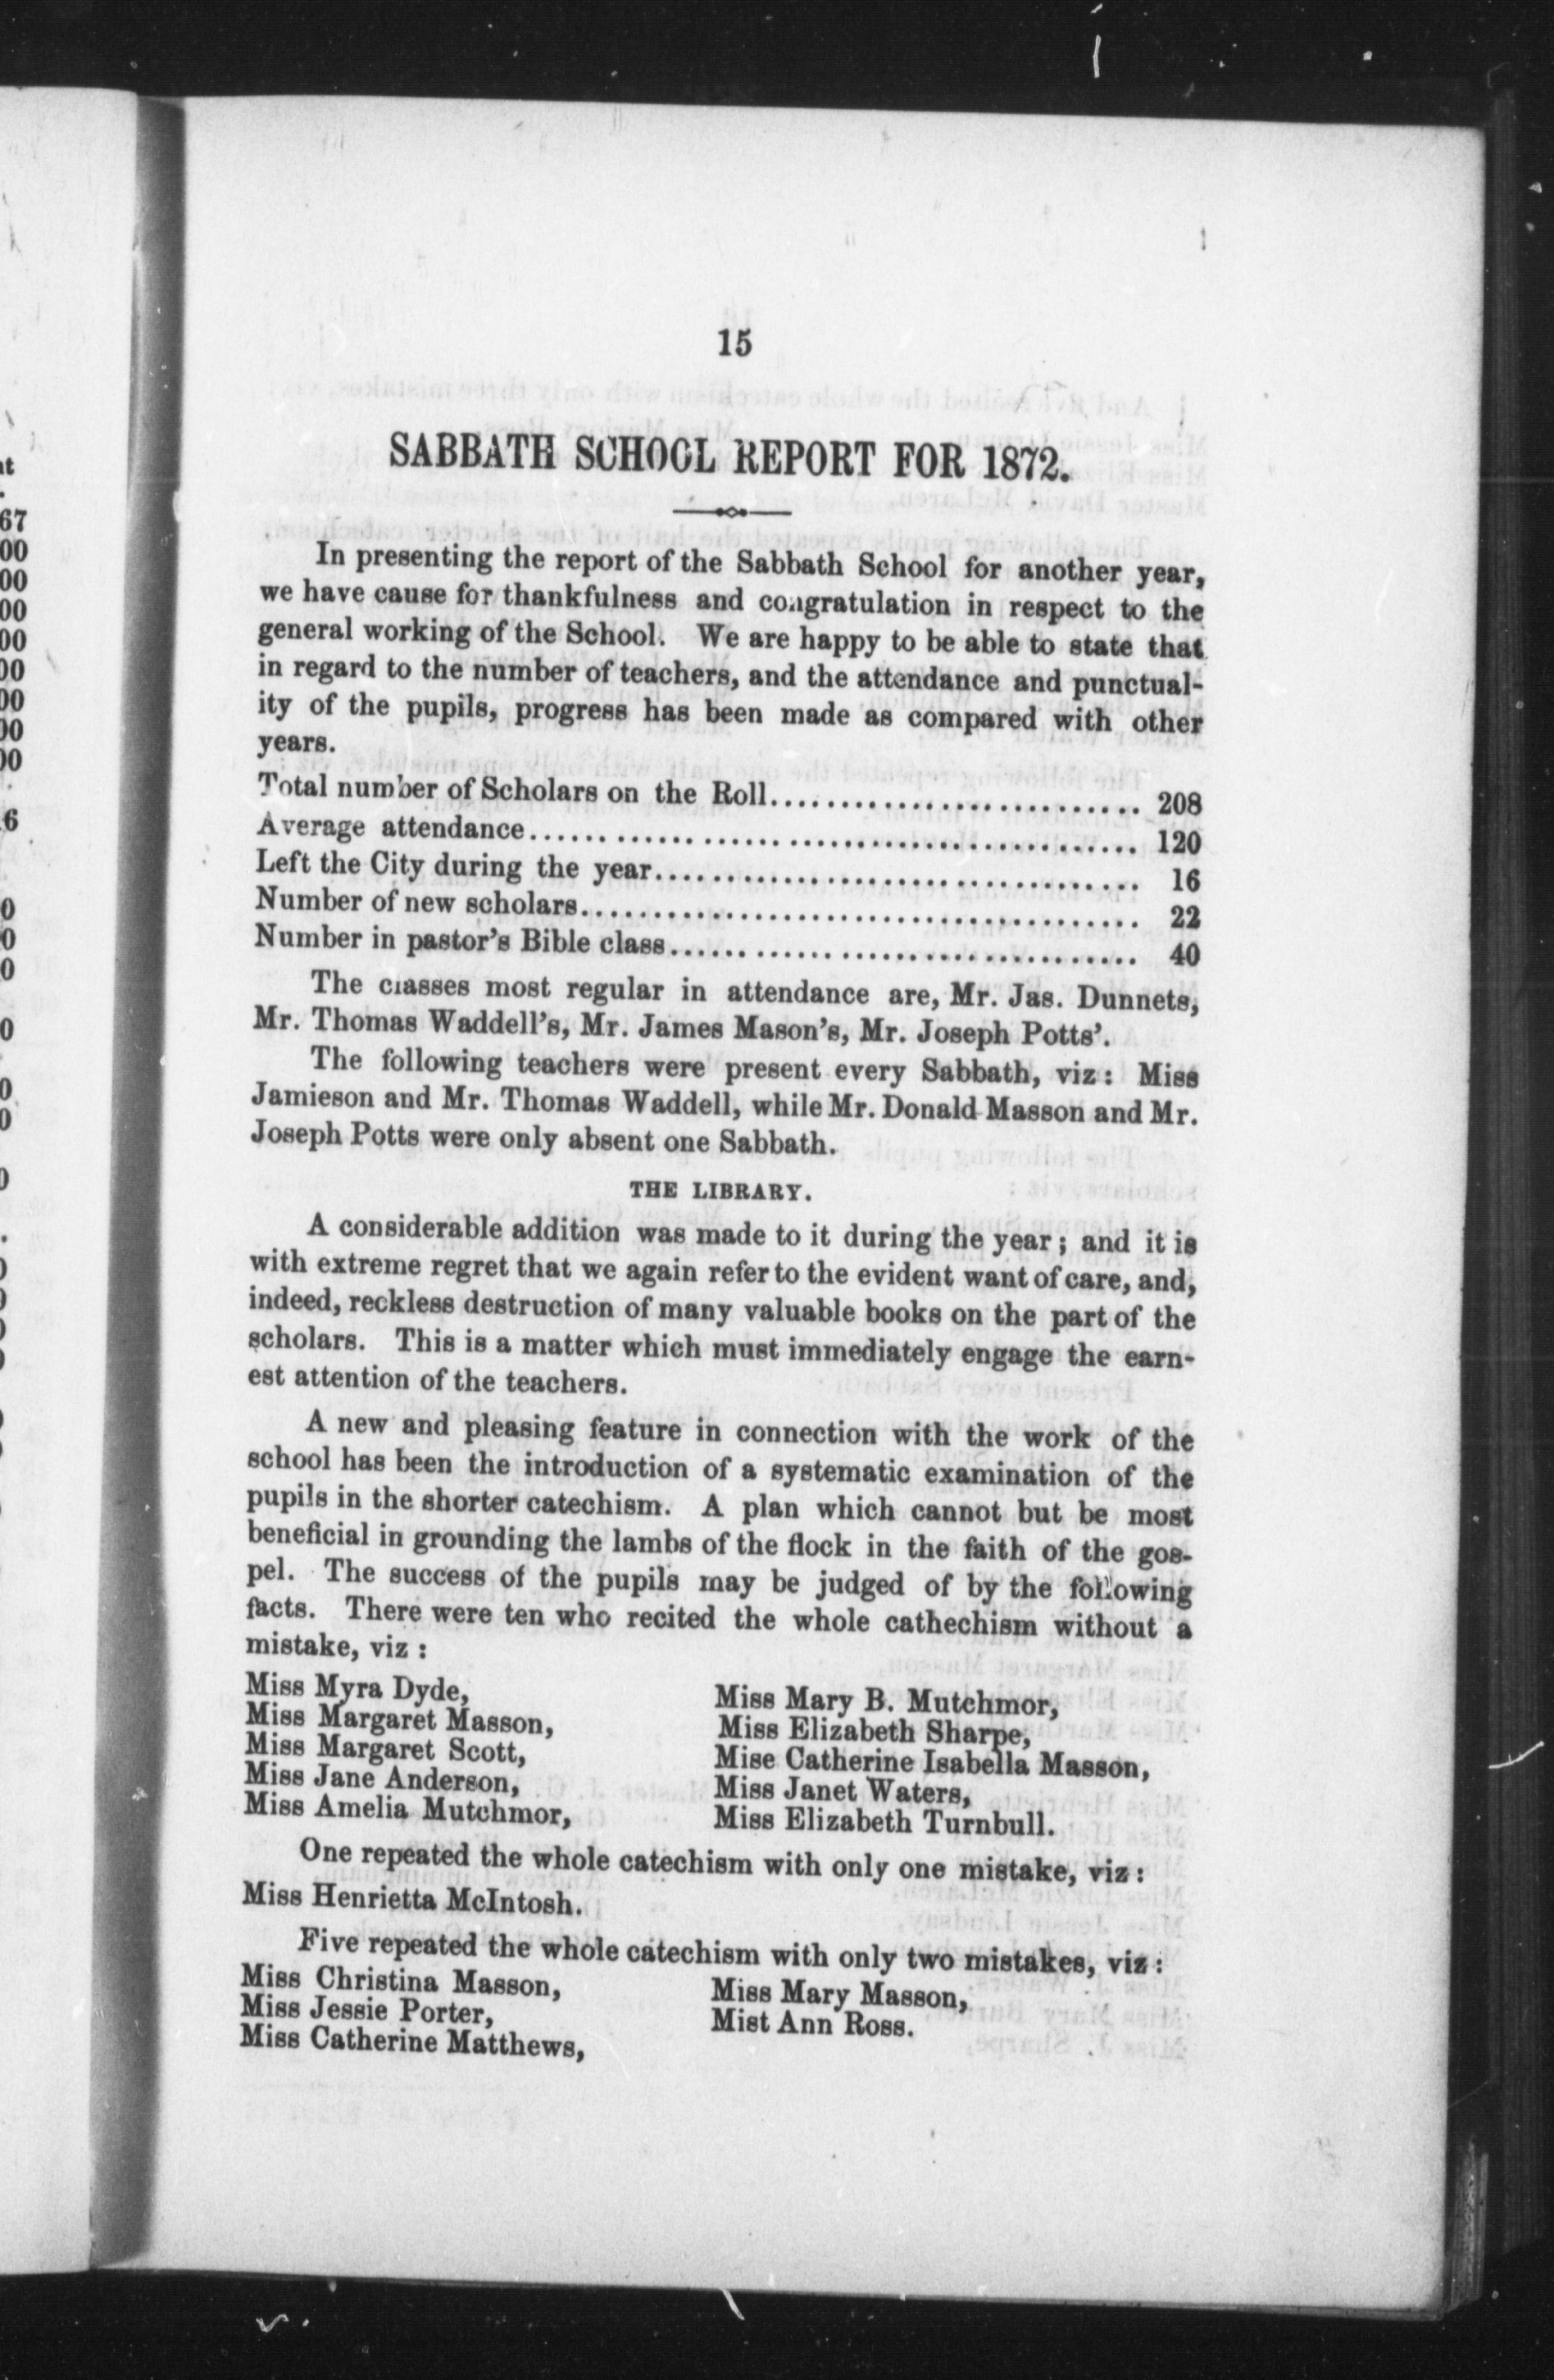 15
SABBATH SCHOOL REPORT FOR 1872.
In presenting the report of the Sabbath School for another year,
we have cause for thankfulness and congratulation in respect to the
general working of the School. We are happy to be able to state that
in regard to the number of teachers, and the attendance and punctual-
ity of the pupils, progress has been made as compared with other
years.
Total number of Scholars on the Roll........................... 208
Average attendance............................................. 120
Left the City during the year.................................. 16
Number of new scholars....................................... 22
Number in pastor's Bible class................................. 40
The classes most regular in attendance are, Mr. Jas. Dunnets,
Mr. Thomas Waddell's, Mr. James Mason's, Mr. Joseph Potts'.
The following teachers were present every Sabbath, viz: Miss
Jamieson and Mr. Thomas Waddell, while Mr. Donald Masson and Mr.
Joseph Potts were only absent one Sabbath.
THE LIBRARY.
A considerable addition was made to it during the year; and it is
with extreme regret that we again refer to the evident want of care, and,
indeed, reckless destruction of many valuable books on the part of the
scholars. This is a matter which must immediately engage the earn-
est attention of the teachers.
A new and pleasing feature in connection with the work of the
school has been the introduction of a systematic examination of the
pupils in the shorter catechism. A plan which cannot but be most
beneficial in grounding the lambs of the flock in the faith of the gos-
pel. The success of the pupils may be judged of by the following
facts. There were ten who recited the whole cathechism without a
mistake, viz:
Miss Myra Dyde,
Miss Margaret Masson,
Miss Margaret Scott,
Miss Jane Anderson,
Miss Amelia Mutchmor,
Miss Mary B. Mutchmor,
Miss Elizabeth Sharpe,
Mise Catherine Isabella Masson,
Miss Janet Waters,
Miss Elizabeth Turnbull.
One repeated the whole catechism with only one mistake, viz:
Miss Henrietta McIntosh.
Five repeated the whole catechism with only two mistakes, viz:
Miss Christina Masson,
Miss Jessie Porter,
Miss Catherine Matthews,
Miss Mary Masson,
Mist Ann Ross.